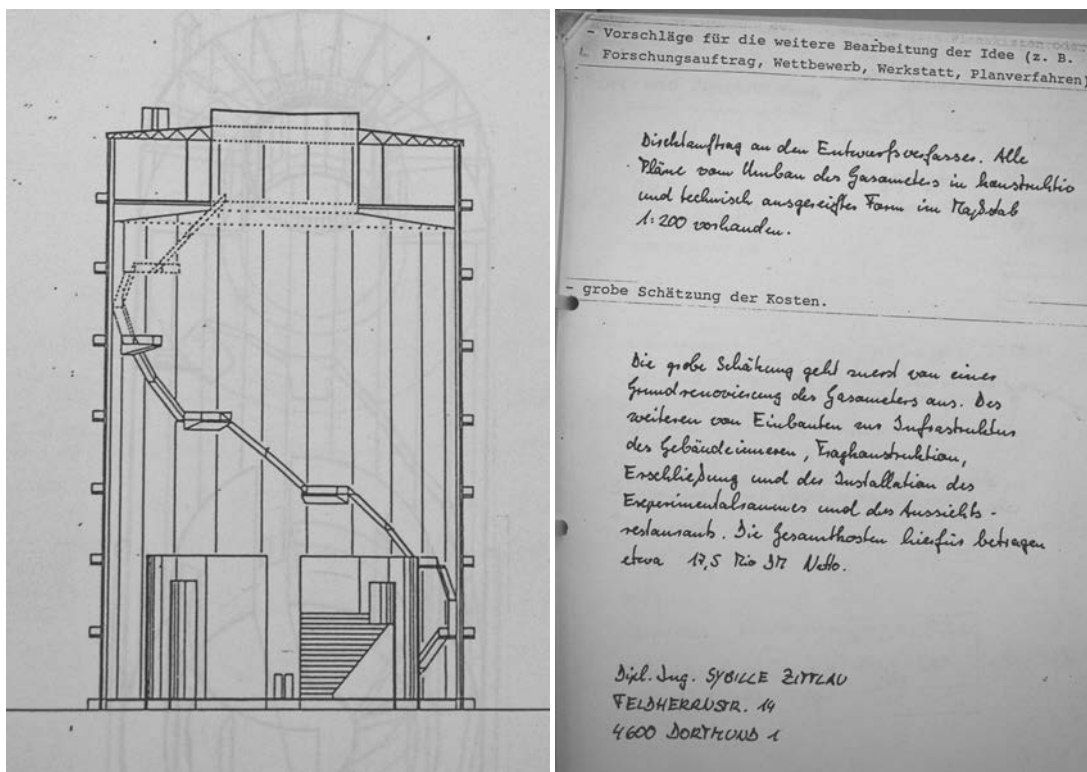 - Vorschläge für die weitere Bearbeitung der Idee (z. B.
Forschungsauftrag, Wettbewerb, Werkstatt, Planverfahren)
Direktauftrag an den Entwurfsverfasser. Alle
Pläne vom Umbau des Gasometers in konstruktiv
und technisch ausgereifter Form im Maßstab
1:200 vorhanden.
- grobe Schätzung der Kosten.
Die grobe Schätzung geht zuerst von einer
Grundrenovierung des Gasometers aus. Des
weiteren von Einbauten zur Infrastruktur
des Gebäudeinneren, Tragkonstruktion,
Erschließung und der Installation des
Experimentalraumes und des Aussichts-
restaurants. Die Gesamtkosten hierfür betragen
etwa 17,5 Mio DM Netto.
Dipl. Ing. SYBILLE ZITTLAU
FELDHERRNSTR. 14
4600 DORTMUND 1